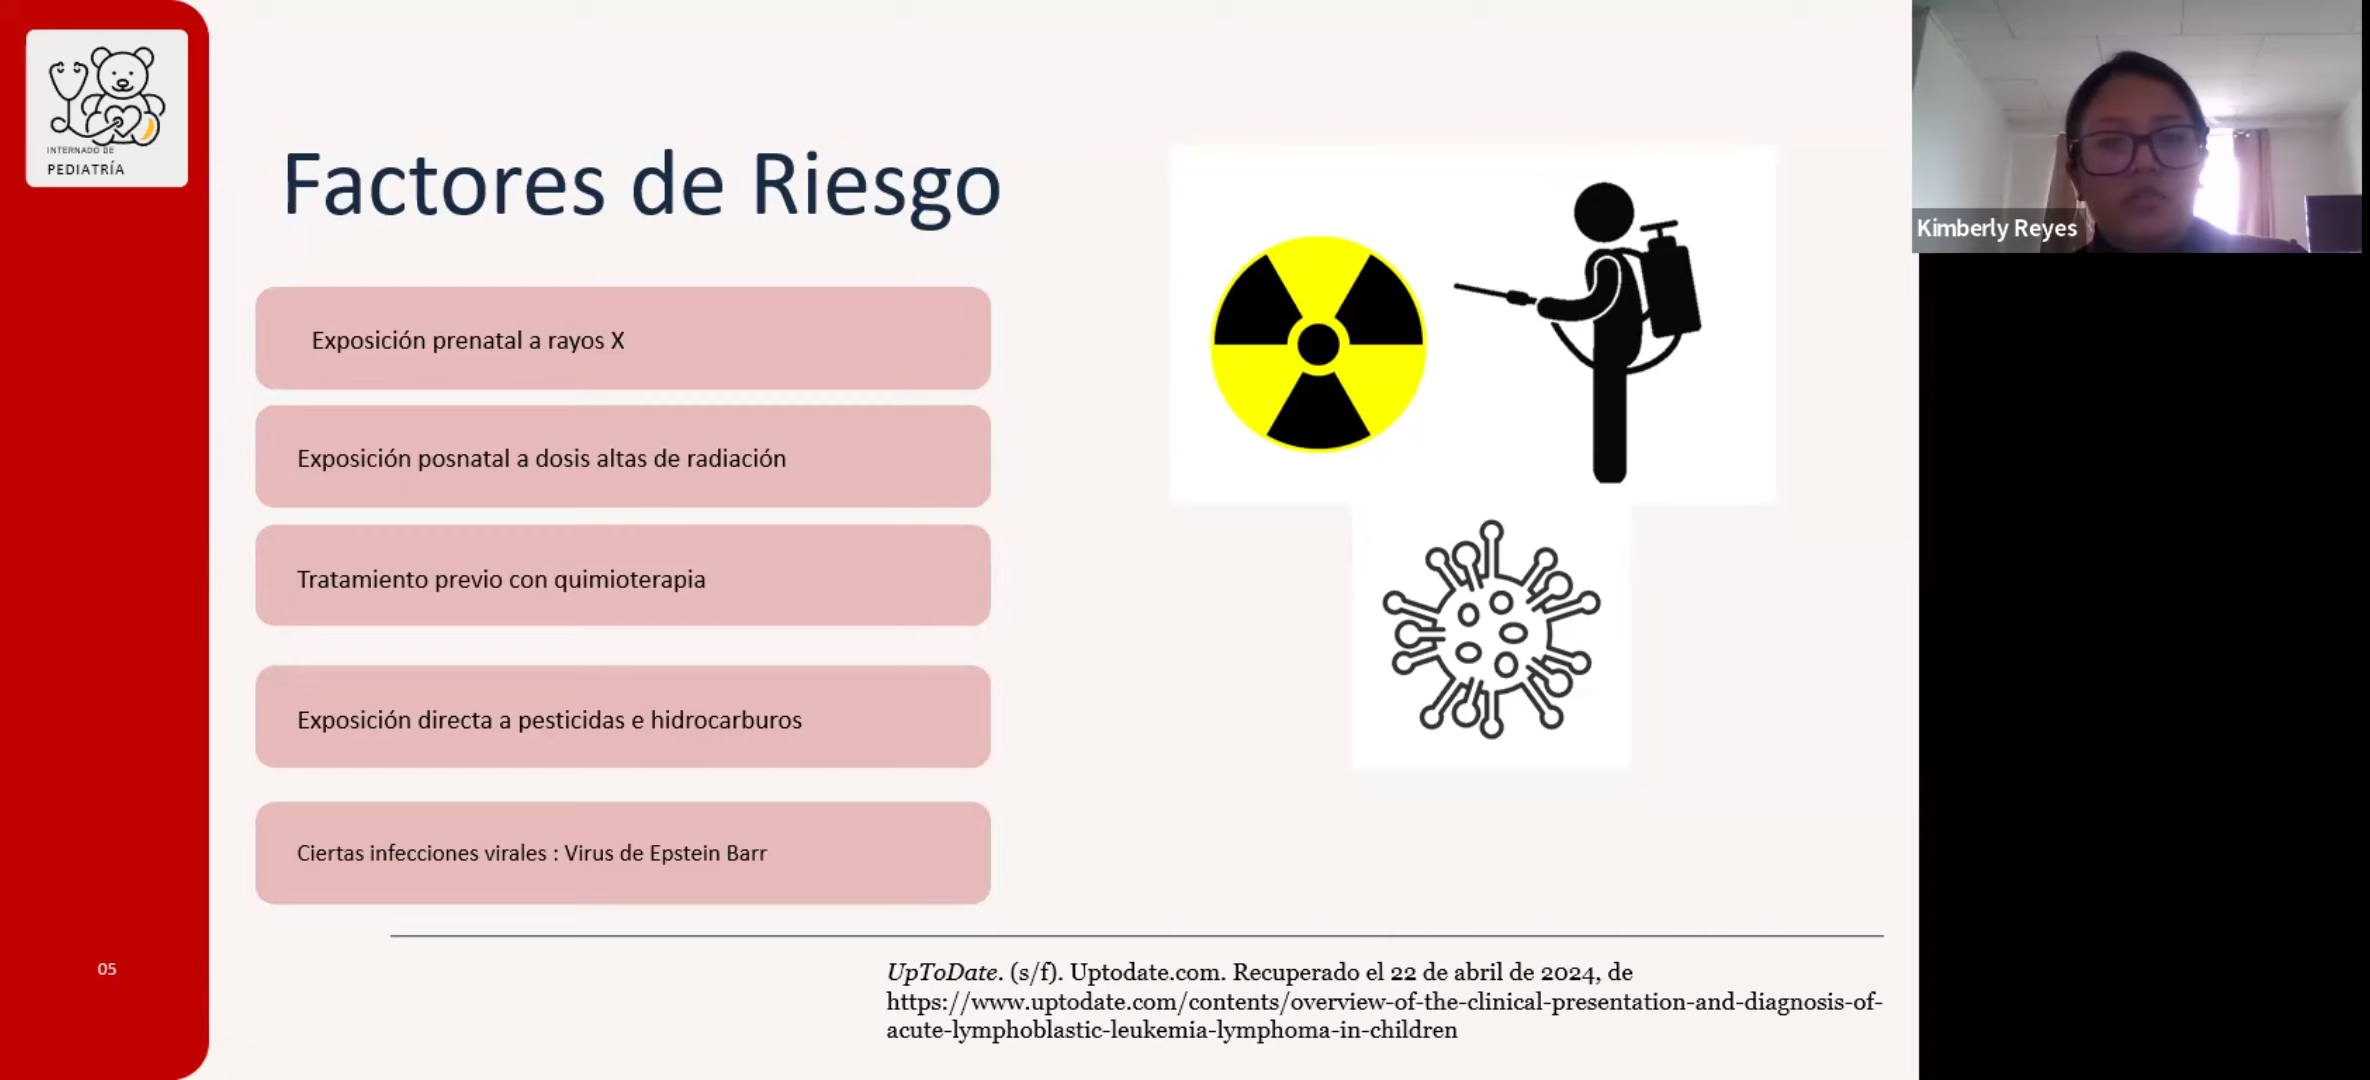 INTERNADO DE
PEDIATRÍA
Factores de Riesgo
Exposición prenatal a rayos X
Exposición posnatal a dosis altas de radiación
Tratamiento previo con quimioterapia
Exposición directa a pesticidas e hidrocarburos
Ciertas infecciones virales : Virus de Epstein Barr
05
UpToDate. (s/f). Uptodate.com. Recuperado el 22 de abril de 2024, de
https://www.uptodate.com/contents/overview-of-the-clinical-presentation-and-diagnosis-of-
acute-lymphoblastic-leukemia-lymphoma-in-children
Kimberly Reyes